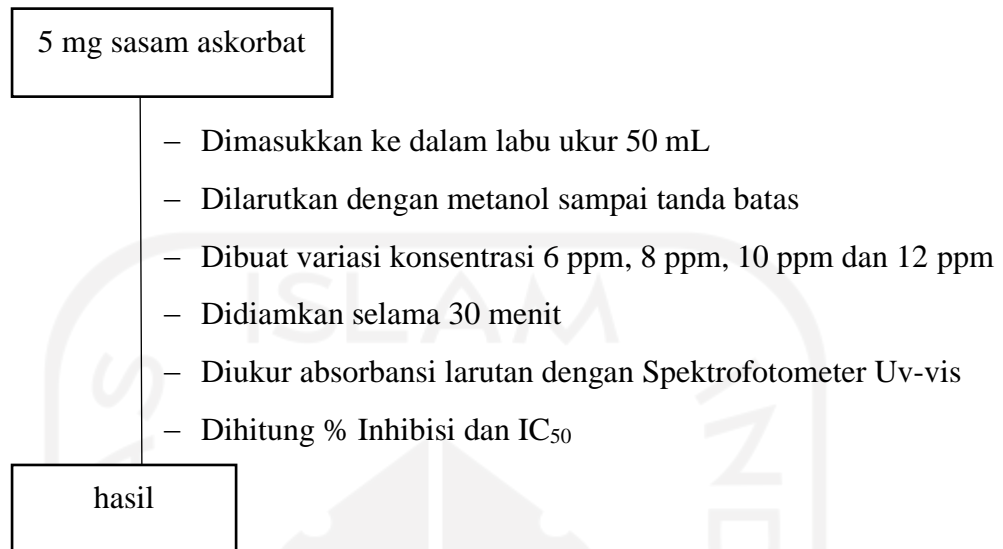 5 mg sasam askorbat
– Dimasukkan ke dalam labu ukur 50 mL
– Dilarutkan dengan metanol sampai tanda batas
– Dibuat variasi konsentrasi 6 ppm, 8 ppm, 10 ppm dan 12 ppm
– Didiamkan selama 30 menit
– Diukur absorbansi larutan dengan Spektrofotometer Uv-vis
– Dihitung % Inhibisi dan IC₅₀
hasil
ISLAM